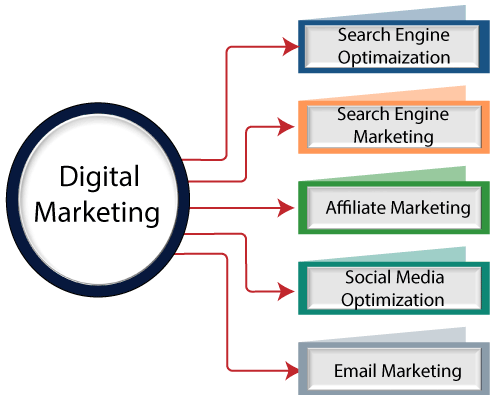 Digital
Marketing
Search Engine
Optimaization
Search Engine
Marketing
Affiliate Marketing
Social Media
Optimization
Email Marketing